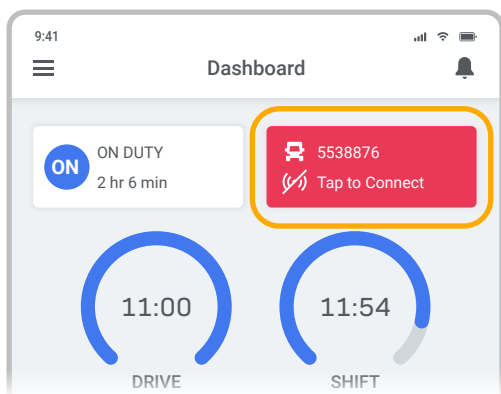 9:41
Dashboard
ON
ON DUTY
2 hr 6 min
5538876
Tap to Connect
11:00
11:54
DRIVE
SHIFT